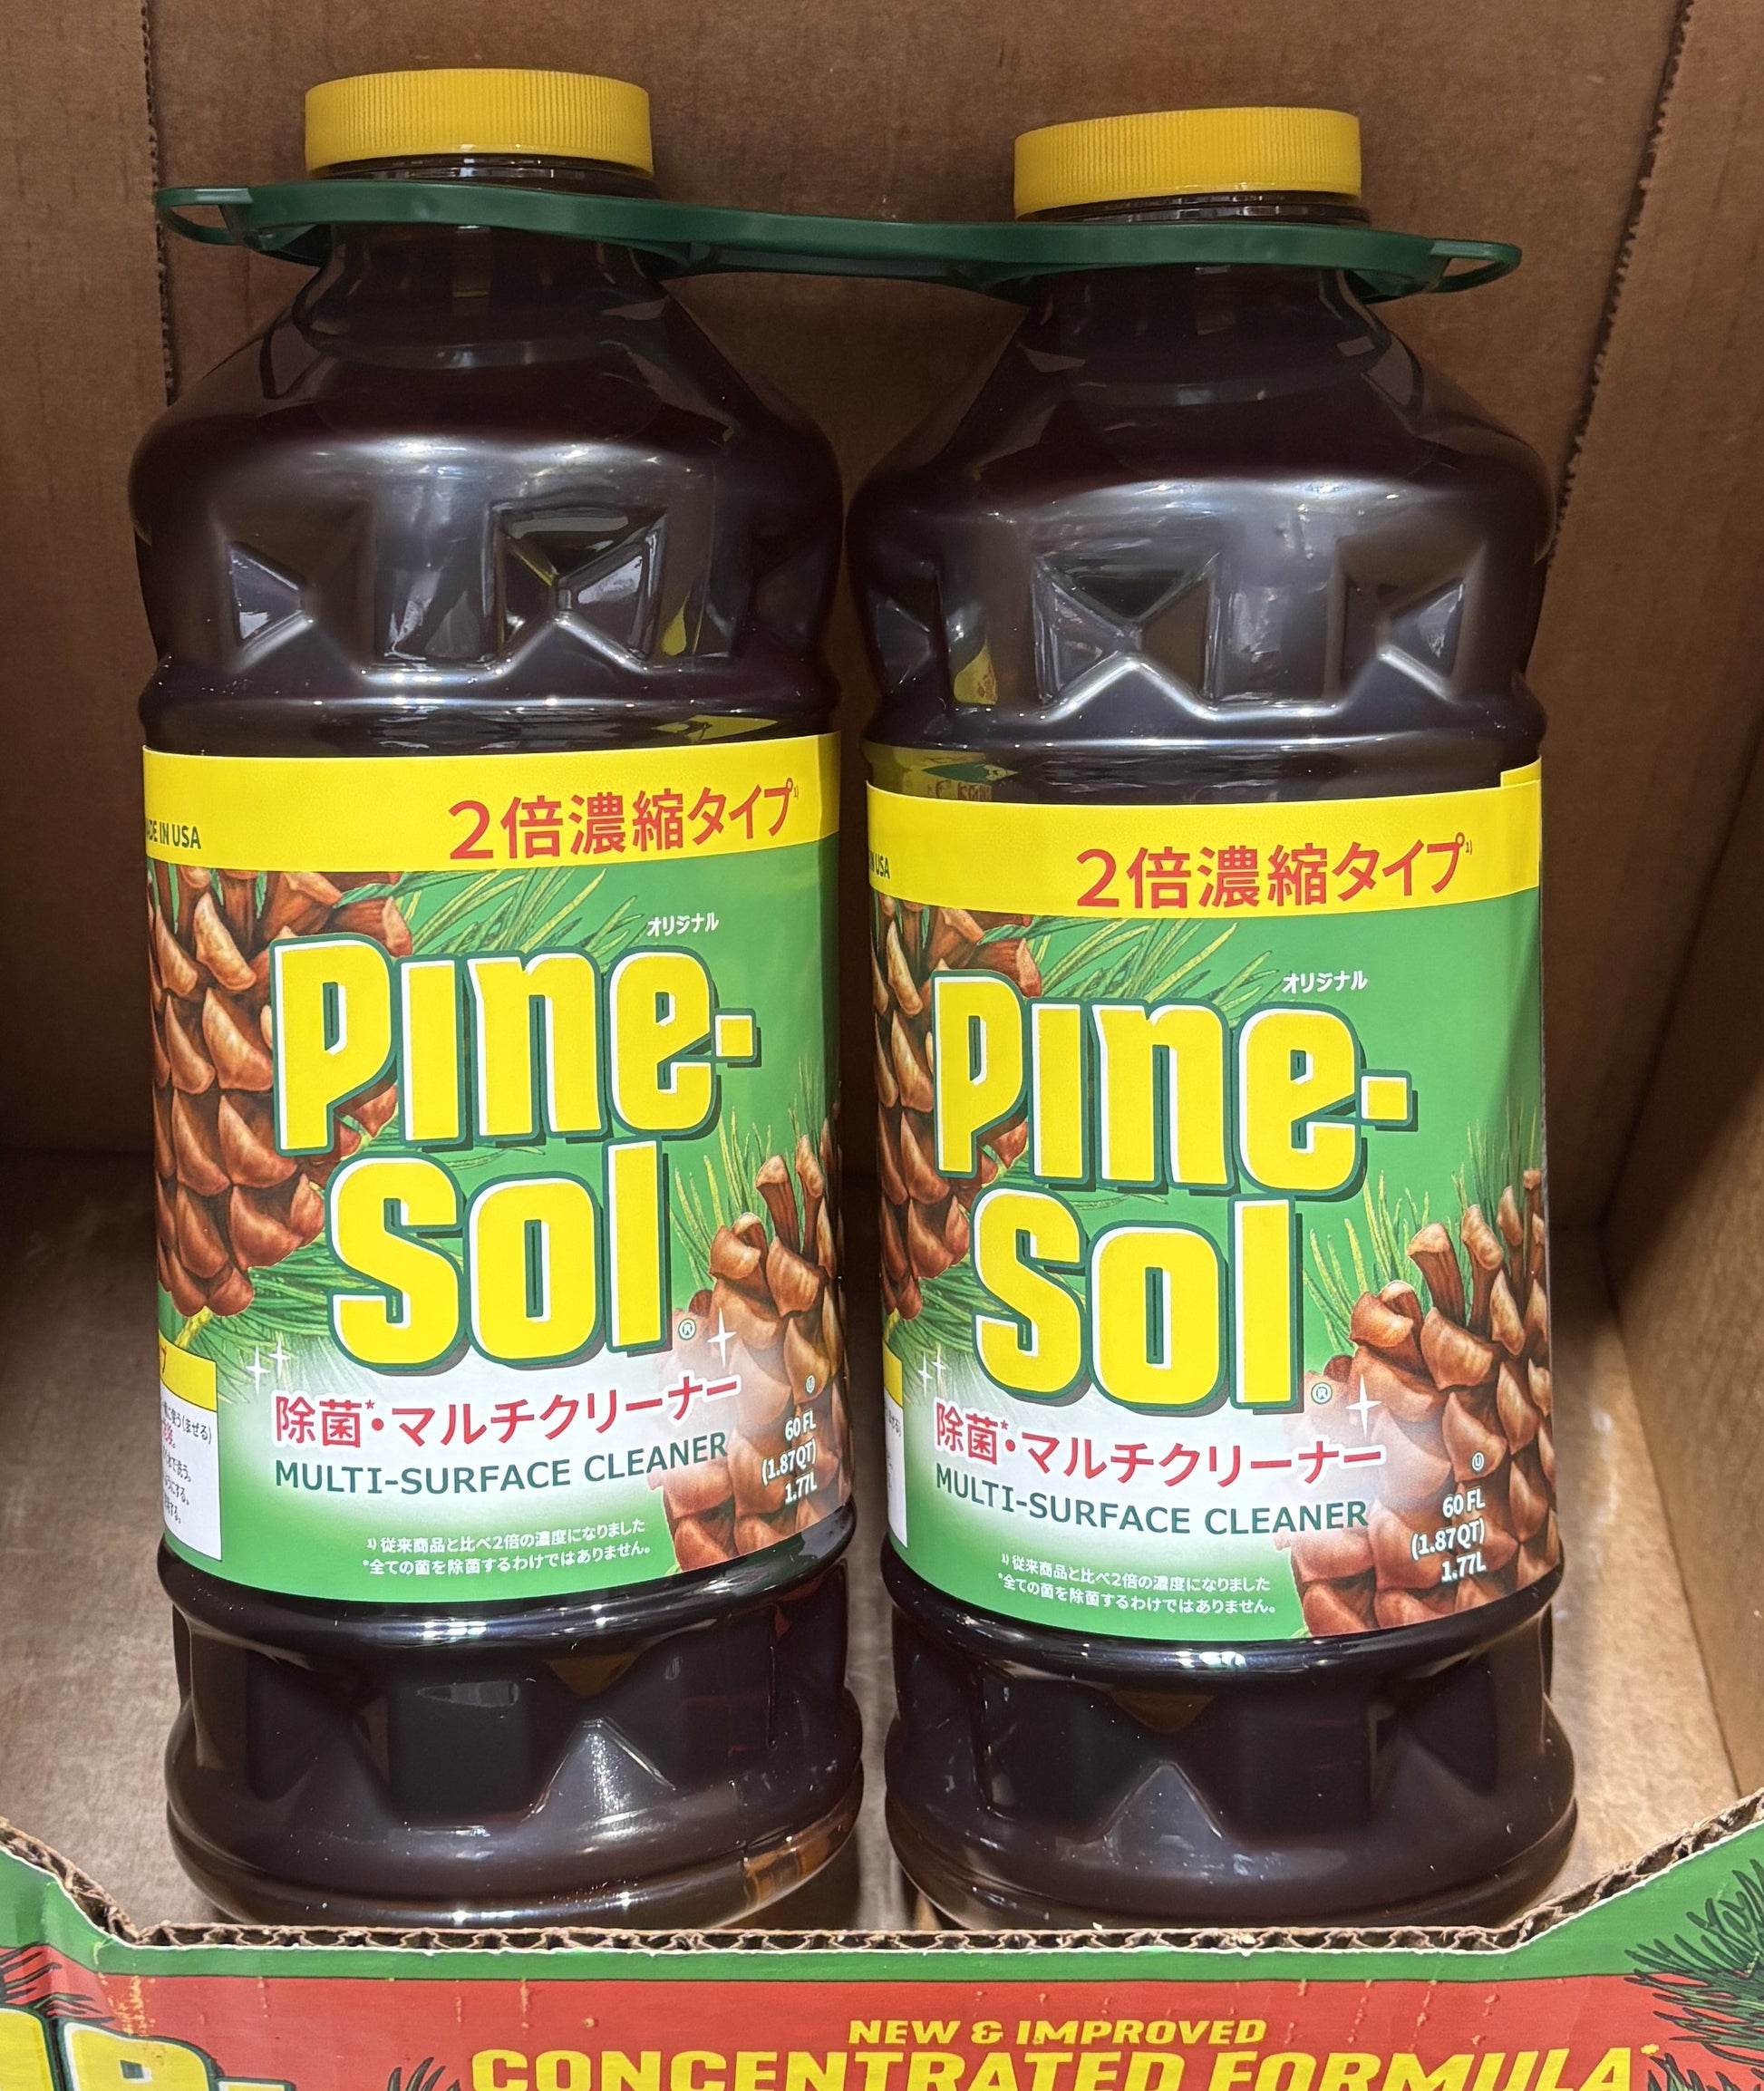 IN USA
2倍濃縮タイプ1)
オリジナル
Pine-
Sol®
除菌*・マルチクリーナー
MULTI-SURFACE CLEANER
60 FL
(1.87QT)
1.77L
1) 従来商品と比べ2倍の濃度になりました
*全ての菌を除菌するわけではありません。
USA
2倍濃縮タイプ1)
オリジナル
Pine-
Sol®
除菌*・マルチクリーナー
MULTI-SURFACE CLEANER
60 FL
(1.87QT)
1.77L
1) 従来商品と比べ2倍の濃度になりました
*全ての菌を除菌するわけではありません。
NEW & IMPROVED
CONCENTRATED FORMULA*